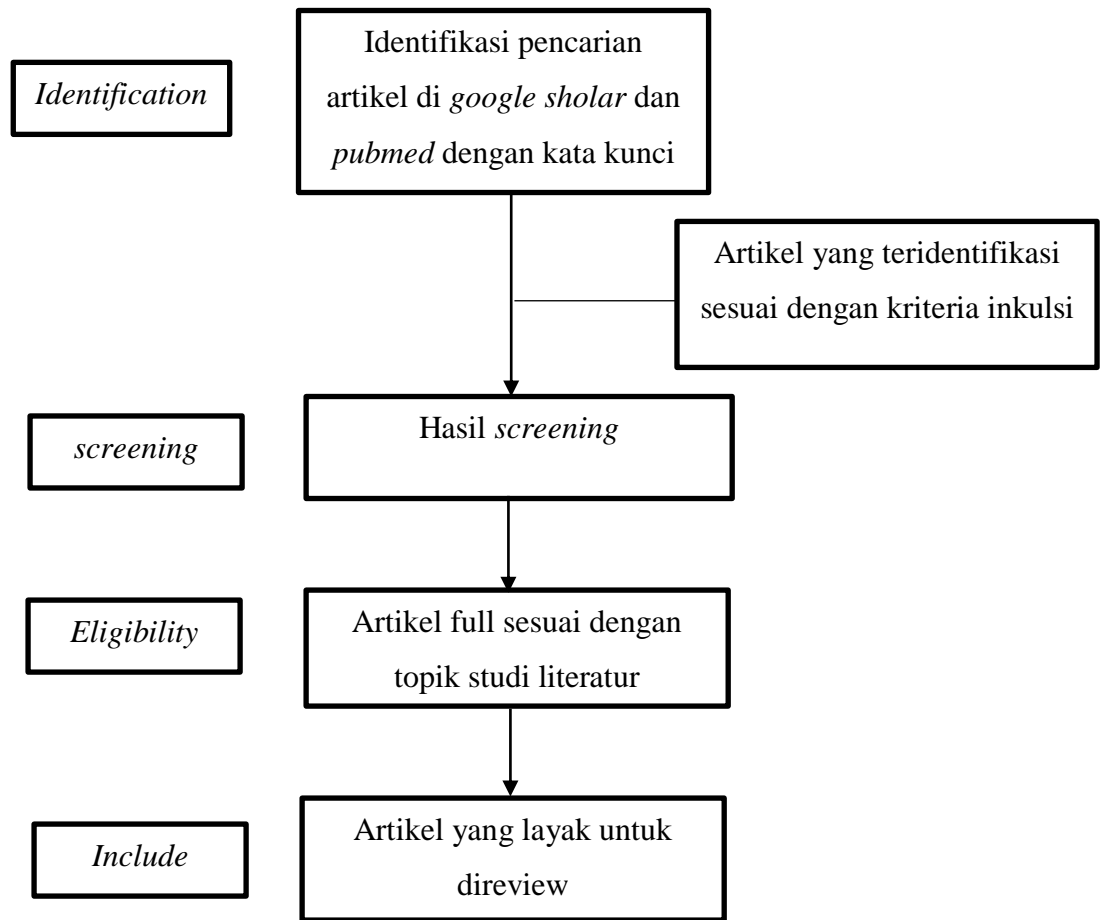 Identification
Identifikasi pencarian
artikel di google sholar dan
pubmed dengan kata kunci
Artikel yang teridentifikasi
sesuai dengan kriteria inkulsi
screening
Hasil screening
Eligibility
Artikel full sesuai dengan
topik studi literatur
Include
Artikel yang layak untuk
direview